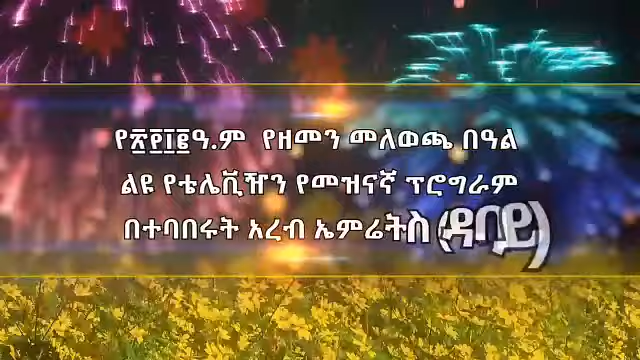 የ፳፻፲፪ዓ.ም የዘመን መለወጫ በዓል
ልዩ የቴሌቪዥን የመዝናኛ ፕሮግራም
በተባበሩት አረብ ኤምሬትስ (ዱባይ)